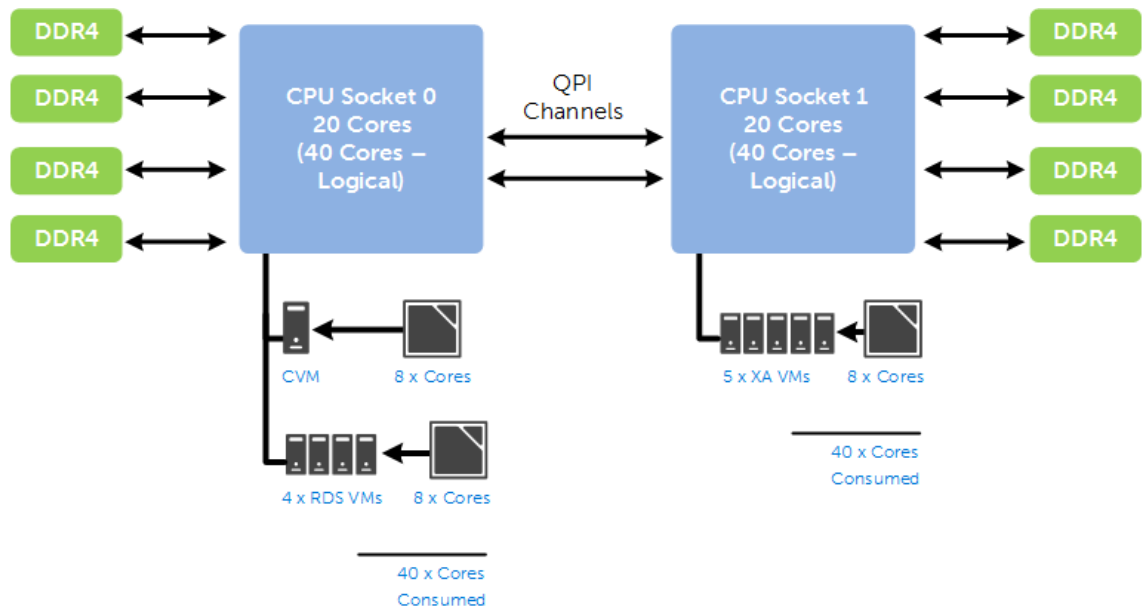 DDR4
DDR4
DDR4
DDR4
CPU Socket 0
20 Cores
(40 Cores –
Logical)
QPI
Channels
CPU Socket 1
20 Cores
(40 Cores –
Logical)
DDR4
DDR4
DDR4
DDR4
CVM
8 x Cores
4 x RDS VMs
8 x Cores
40 x Cores
Consumed
5 x XA VMs
8 x Cores
40 x Cores
Consumed